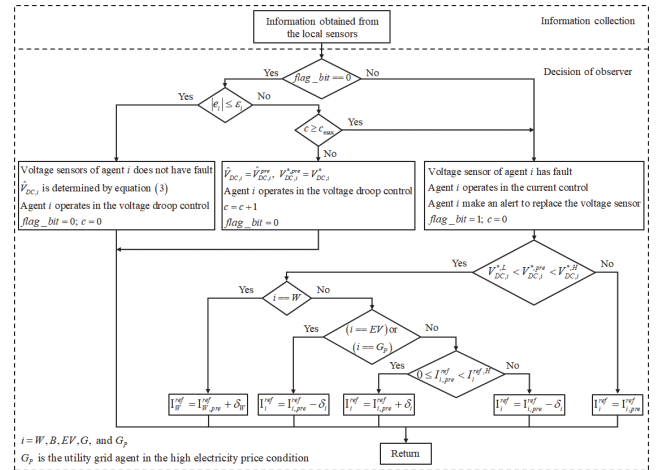 Information obtained from
the local sensors
Information collection
Decision of observer
flag_bit==0
Yes
No
|e_i| ≤ ε_i
Yes
No
c ≥ c_max
Yes
No
Voltage sensors of agent i does not have fault
V̂_DC,i is determined by equation (3)
Agent i operates in the voltage droop control
flag_bit=0; c=0
V̂_DC,i = V̂_DC,i^pre, V_DC,i^*,pre = V_DC,i^*
Agent i operates in the voltage droop control
c = c+1
flag_bit=0
Voltage sensor of agent i has fault
Agent i operates in the current control
Agent i make an alert to replace the voltage sensor
flag_bit=1; c=0
V_DC,i^*,L < V_DC,i^*,pre < V_DC,i^*,H
Yes
No
i==W
Yes
No
(i==EV) or
(i==G_P)
Yes
No
0 ≤ I_i,pre^ref < I_i^ref,H
Yes
No
I_W^ref = I_W,pre^ref + δ_W
I_i^ref = I_i,pre^ref − δ_i
I_i^ref = I_i,pre^ref + δ_i
I_i^ref = I_i,pre^ref − δ_i
I_i^ref = I_i,pre^ref
i = W, B, EV, G, and G_P
G_P is the utility grid agent in the high electricity price condition
Return